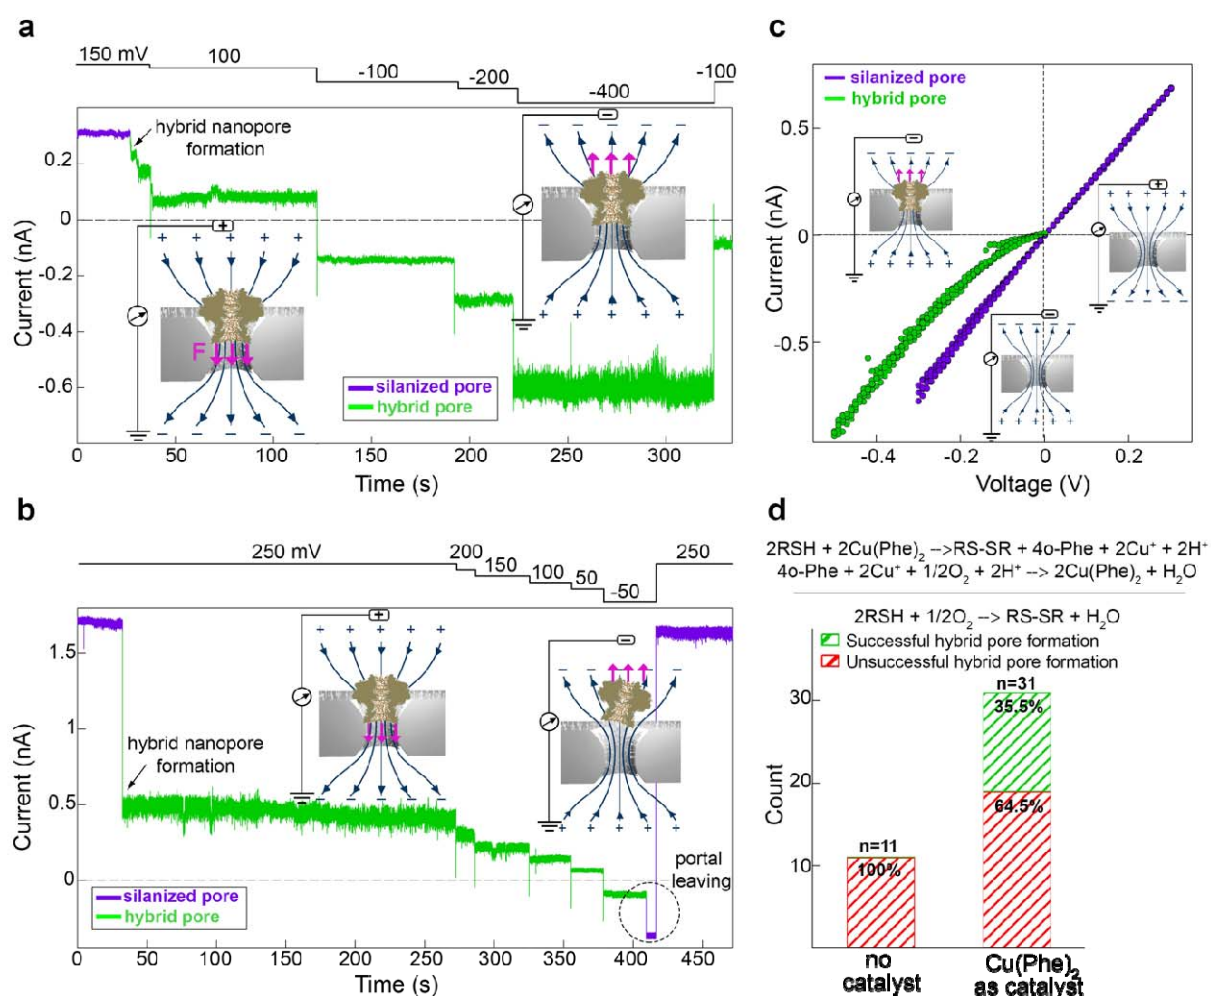 a
150 mV
100
-100
-200
-400
-100
hybrid nanopore
formation
0.2
0
-0.2
-0.4
-0.6
Current (nA)
+
+ + + + +
F
− − − − −
−
− − − − −
+ + + + +
silanized pore
hybrid pore
0
50
100
150
200
250
300
Time (s)
b
250 mV
200
150
100
50
-50
250
1.5
1
0.5
0
Current (nA)
hybrid nanopore
formation
+
+ + + + +
− − − − −
−
− − − −
+ + + + +
portal
leaving
silanized pore
hybrid pore
0
50
100
150
200
250
300
350
400
450
Time (s)
c
silanized pore
hybrid pore
0.5
0
-0.5
Current (nA)
-0.4
-0.2
0
0.2
Voltage (V)
d
2RSH + 2Cu(Phe)2 -->RS-SR + 4o-Phe + 2Cu+ + 2H+
4o-Phe + 2Cu+ + 1/2O2 + 2H+ --> 2Cu(Phe)2 + H2O
2RSH + 1/2O2 --> RS-SR + H2O
Successful hybrid pore formation
Unsuccessful hybrid pore formation
30
20
10
Count
n=31
35.5%
64.5%
n=11
100%
no
catalyst
Cu(Phe)2
as catalyst